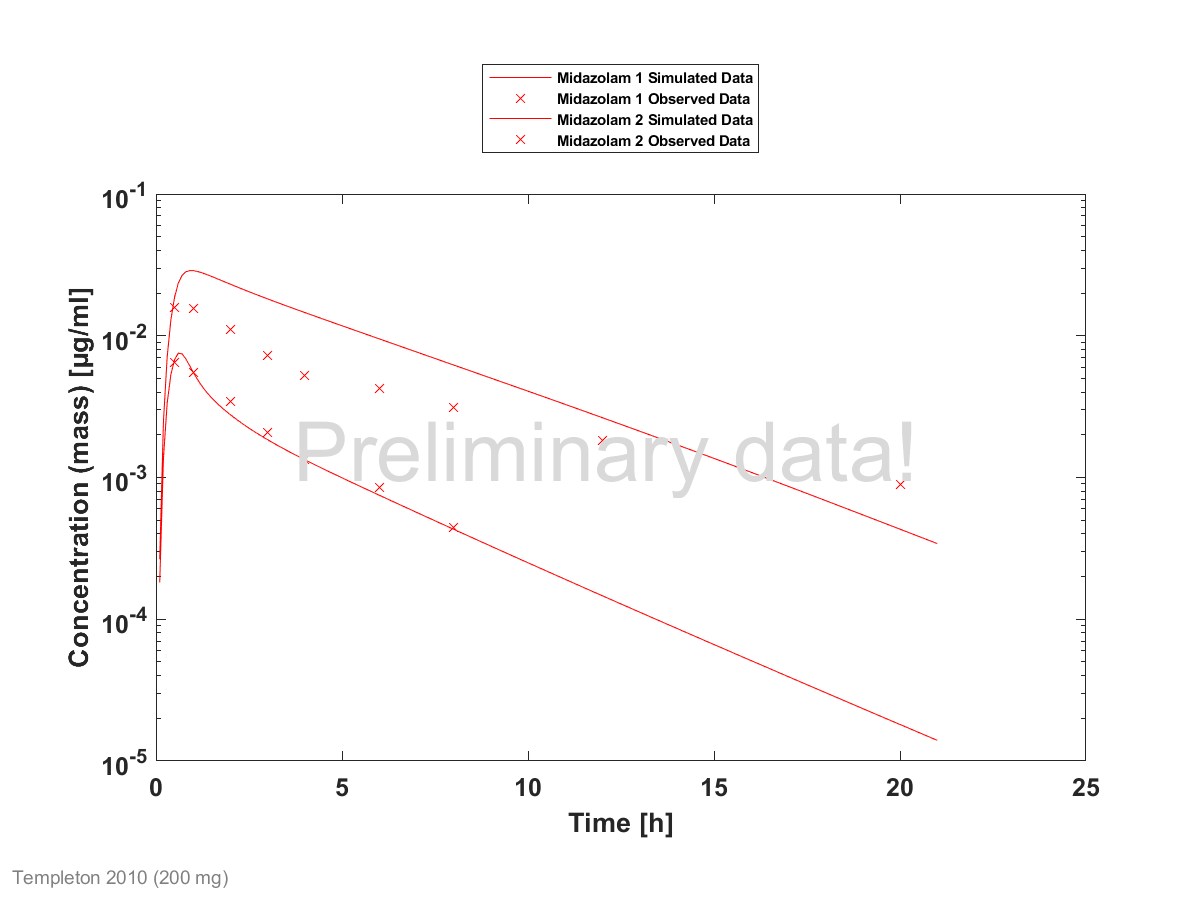 Midazolam 1 Simulated Data
Midazolam 1 Observed Data
Midazolam 2 Simulated Data
Midazolam 2 Observed Data
10-1
10-2
10-3
10-4
10-5
Concentration (mass) [µg/ml]
Preliminary data!
0 5 10 15 20 25
Time [h]
Templeton 2010 (200 mg)